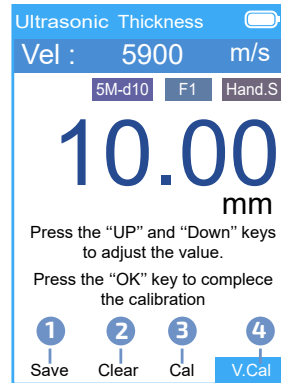 Ultrasonic Thickness
Vel : 5900 m/s
5M-d10 F1 Hand.S
10.00
mm
Press the “UP” and “Down” keys
to adjust the value.
Press the “OK” key to complece
the calibration
1 2 3 4
Save Clear Cal V.Cal